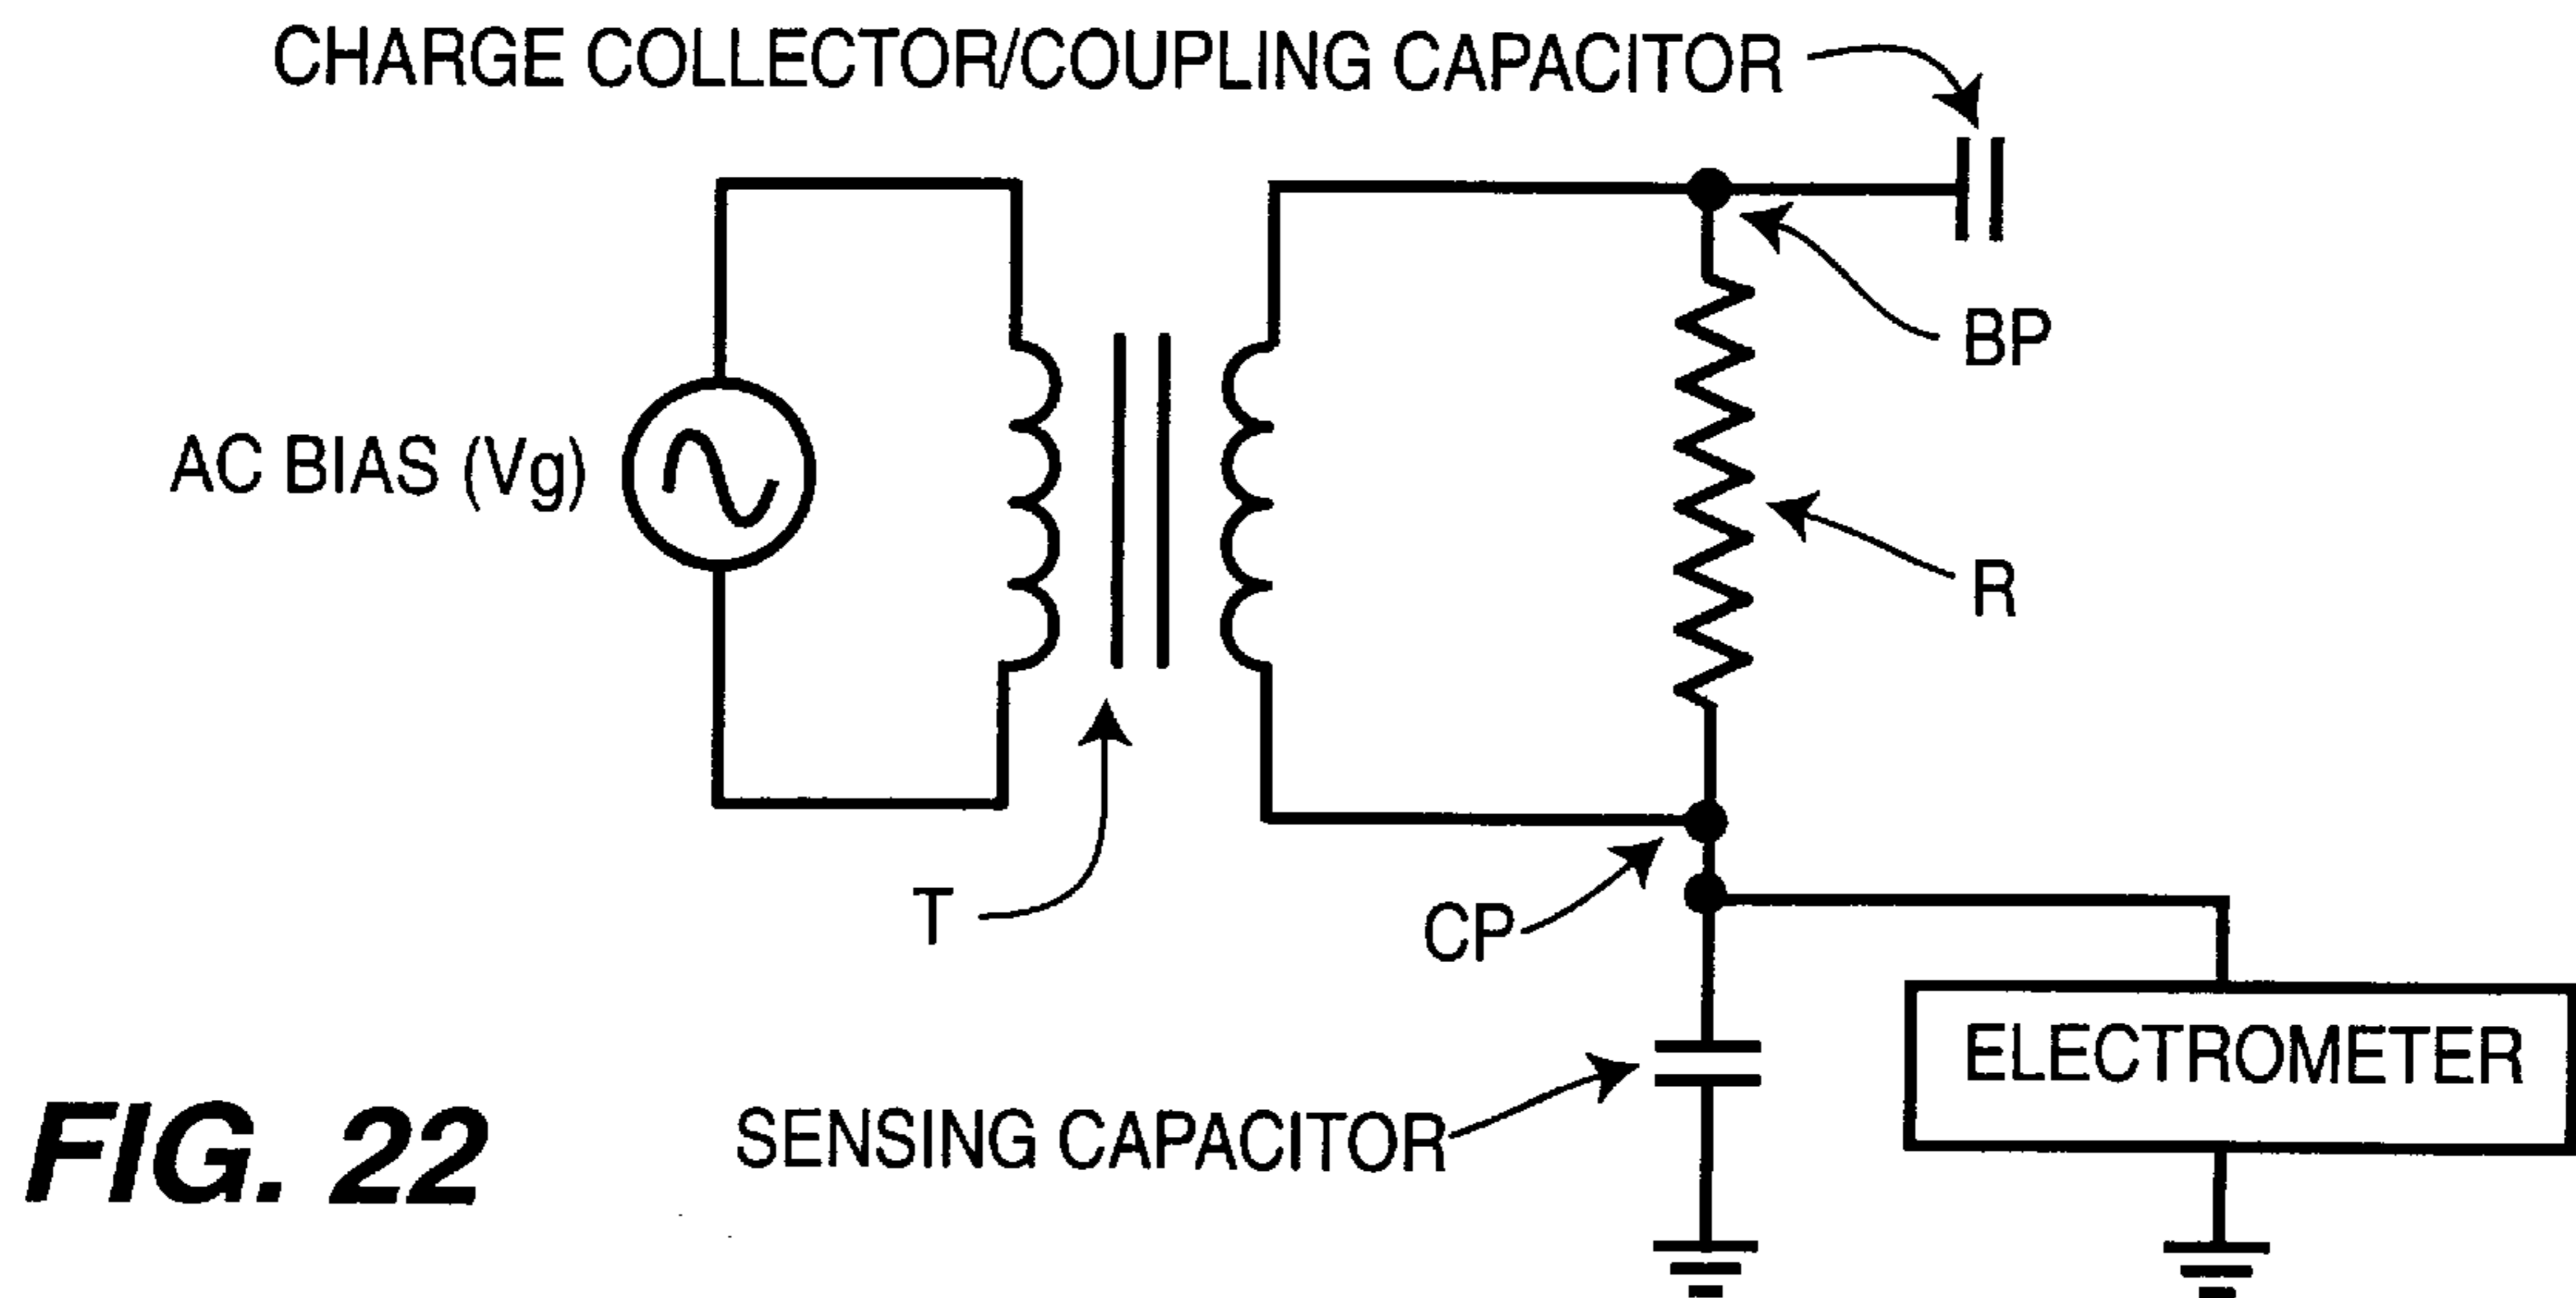 CHARGE COLLECTOR/COUPLING CAPACITOR
BP
AC BIAS (Vg)
R
T
CP
ELECTROMETER
SENSING CAPACITOR
FIG. 22